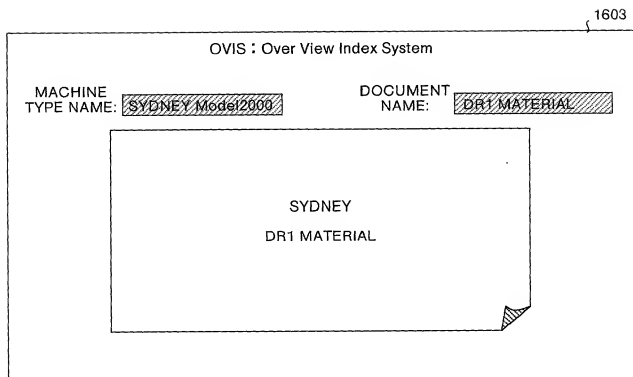 1603
OVIS : Over View Index System
MACHINE
TYPE NAME: SYDNEY Model2000
DOCUMENT
NAME: DR1 MATERIAL
SYDNEY
DR1 MATERIAL